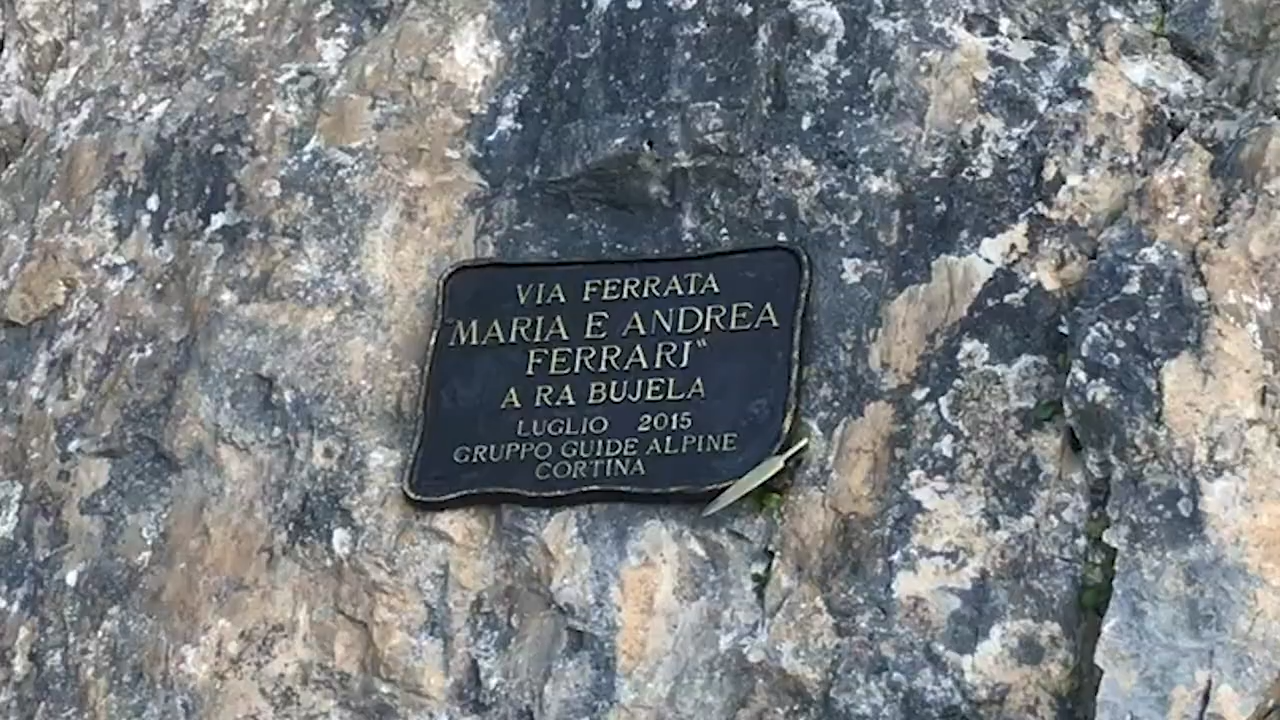 VIA FERRATA
"MARIA E ANDREA
FERRARI"
A RA BUJELA
LUGLIO 2015
GRUPPO GUIDE ALPINE
CORTINA